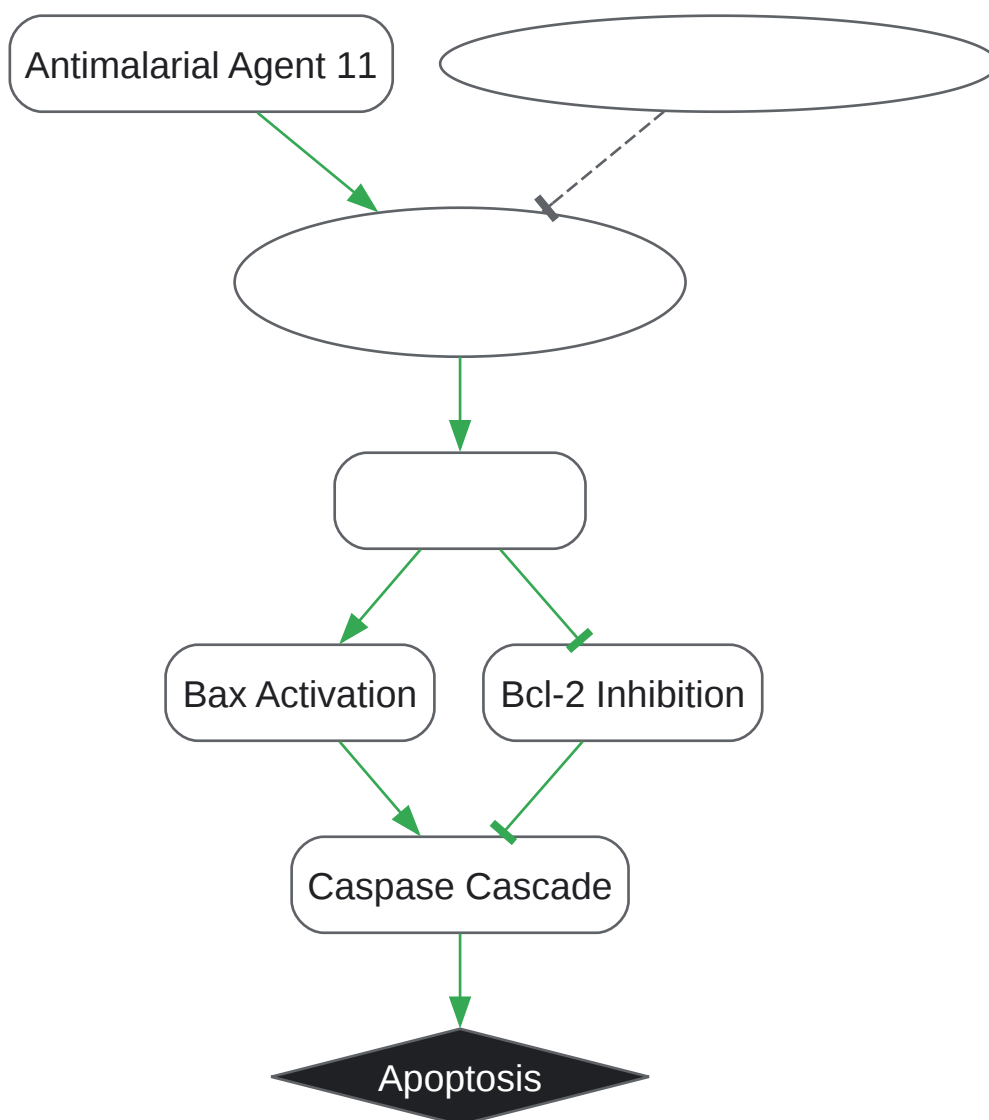 Antimalarial Agent 11
Bax Activation
Bcl-2 Inhibition
Caspase Cascade
Apoptosis